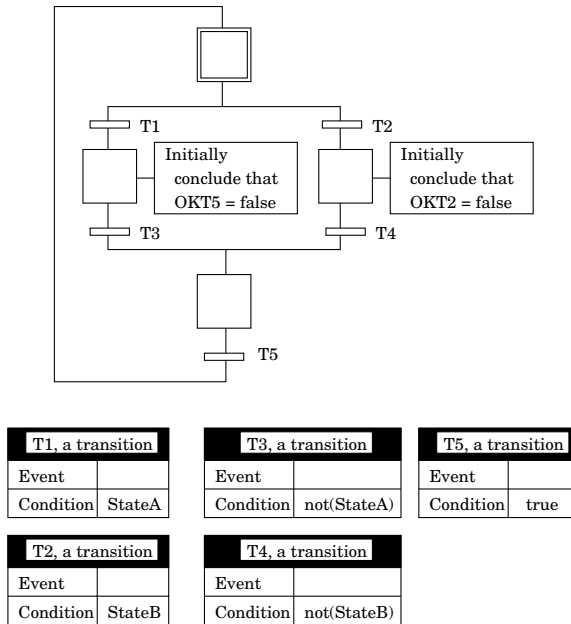 T1
T2
Initially
conclude that
OKT5 = false
Initially
conclude that
OKT2 = false
T3
T4
T5
T1, a transition
Event
Condition StateA
T3, a transition
Event
Condition not(StateA)
T5, a transition
Event
Condition true
T2, a transition
Event
Condition StateB
T4, a transition
Event
Condition not(StateB)